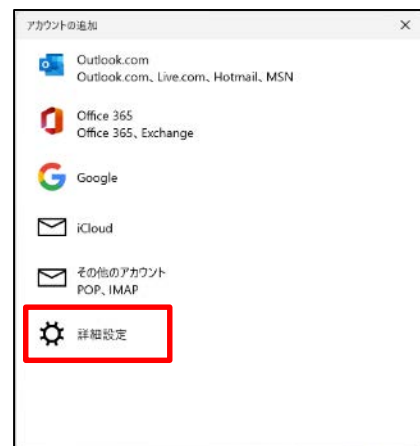 アカウントの追加
Outlook.com
Outlook.com、Live.com、Hotmail、MSN
Office 365
Office 365、Exchange
Google
iCloud
その他のアカウント
POP、IMAP
詳細設定